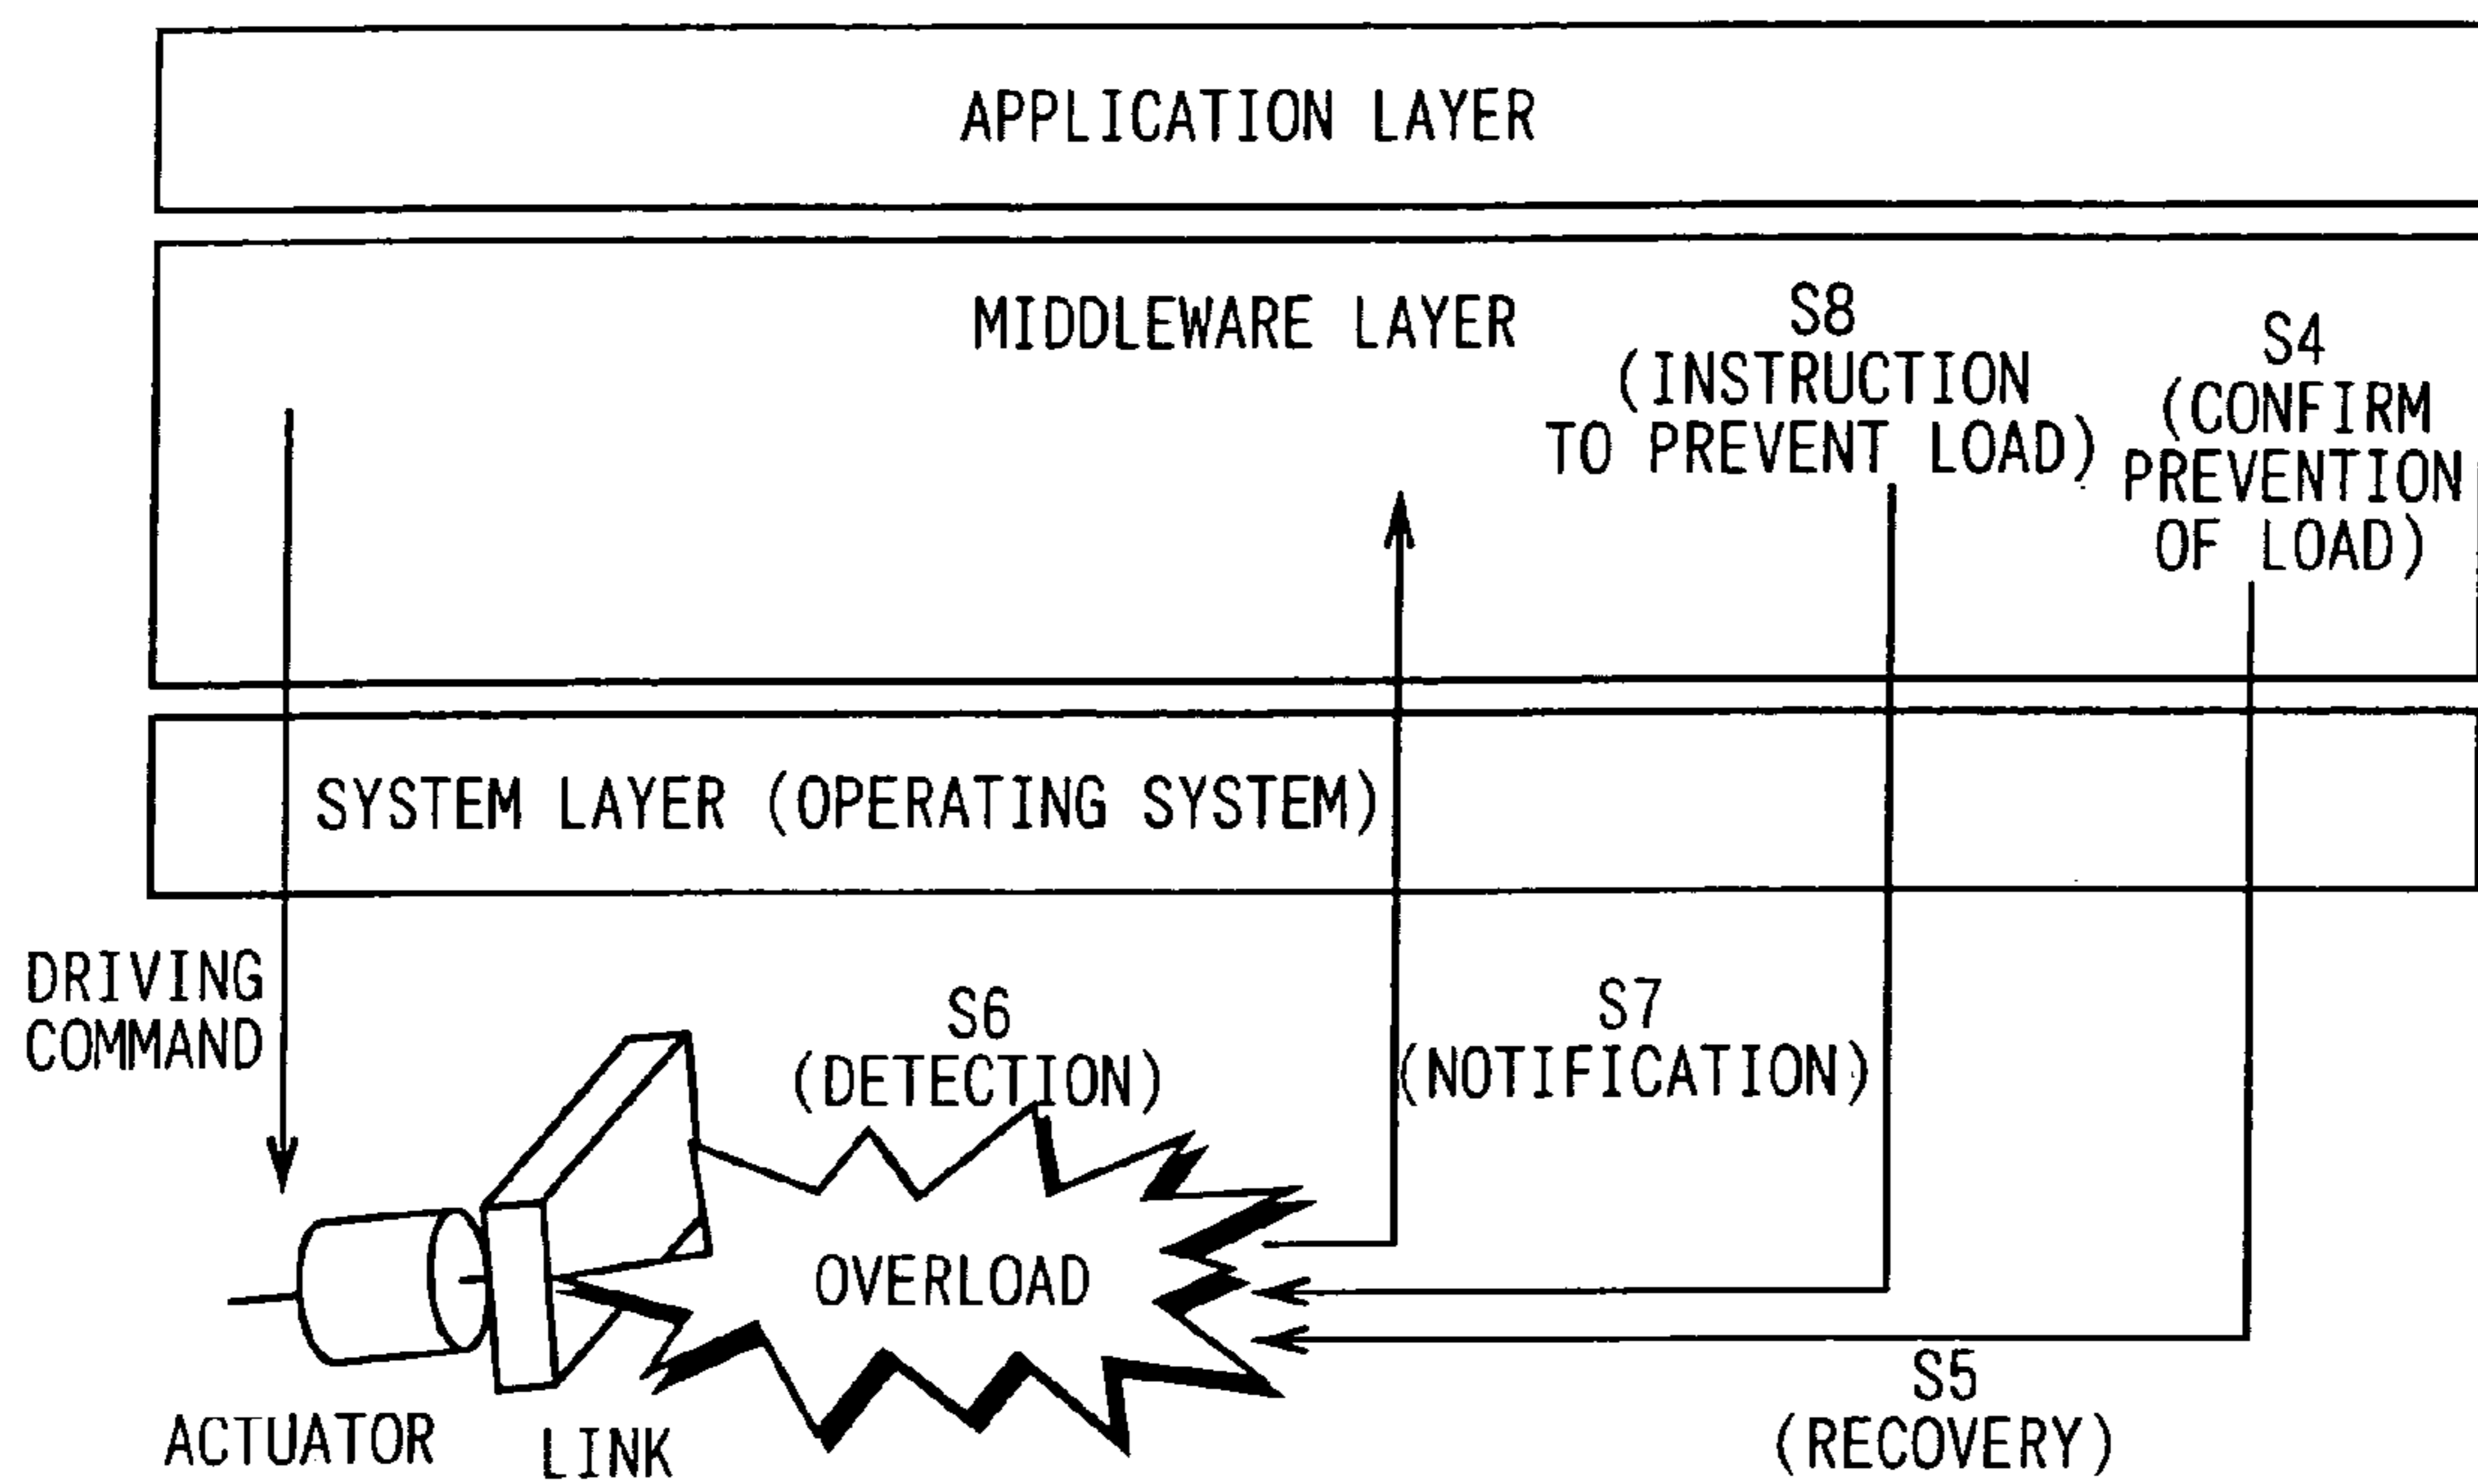 APPLICATION LAYER
MIDDLEWARE LAYER
S8
(INSTRUCTION
TO PREVENT LOAD)
S4
(CONFIRM
PREVENTION
OF LOAD)
SYSTEM LAYER (OPERATING SYSTEM)
DRIVING
COMMAND
S6
(DETECTION)
S7
(NOTIFICATION)
OVERLOAD
S5
(RECOVERY)
ACTUATOR
LINK